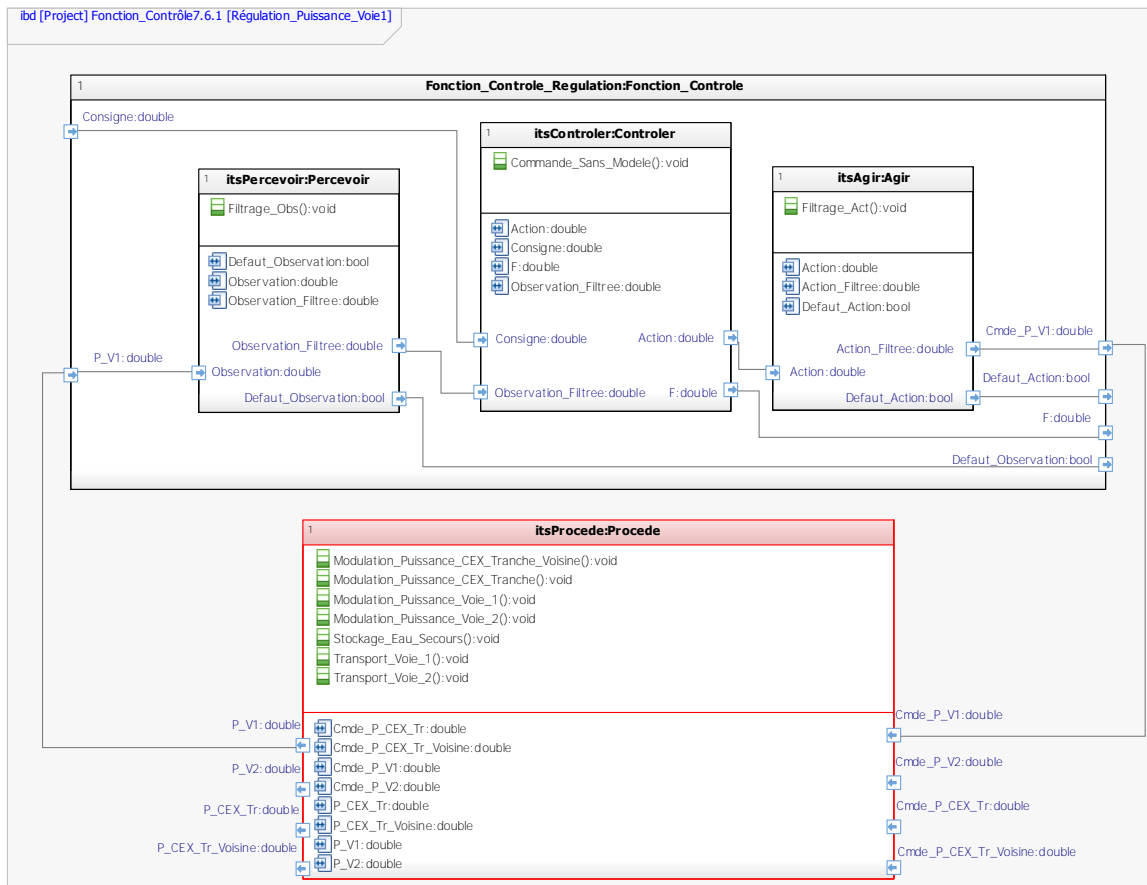 ibd [Project] Fonction_Contrôle7.6.1 [Régulation_Puissance_Voie1]
1
Fonction_Controle_Regulation:Fonction_Controle
Consigne:double
1
itsControler:Controler
Commande_Sans_Modele():void
Action:double
Consigne:double
F:double
Observation_Filtree:double
Consigne:double
Action:double
Observation_Filtree:double
F:double
1
itsPercevoir:Percevoir
Filtrage_Obs():void
Defaut_Observation:bool
Observation:double
Observation_Filtree:double
Observation_Filtree:double
Observation:double
Defaut_Observation:bool
1
itsAgir:Agir
Filtrage_Act():void
Action:double
Action_Filtree:double
Defaut_Action:bool
Action_Filtree:double
Action:double
Defaut_Action:bool
P_V1:double
Cmde_P_V1:double
Defaut_Action:bool
F:double
Defaut_Observation:bool
1
itsProcede:Procede
Modulation_Puissance_CEX_Tranche_Voisine():void
Modulation_Puissance_CEX_Tranche():void
Modulation_Puissance_Voie_1():void
Modulation_Puissance_Voie_2():void
Stockage_Eau_Secours():void
Transport_Voie_1():void
Transport_Voie_2():void
Cmde_P_CEX_Tr:double
Cmde_P_CEX_Tr_Voisine:double
Cmde_P_V1:double
Cmde_P_V2:double
P_CEX_Tr:double
P_CEX_Tr_Voisine:double
P_V1:double
P_V2:double
P_V1:double
P_V2:double
P_CEX_Tr:double
P_CEX_Tr_Voisine:double
Cmde_P_V1:double
Cmde_P_V2:double
Cmde_P_CEX_Tr:double
Cmde_P_CEX_Tr_Voisine:double